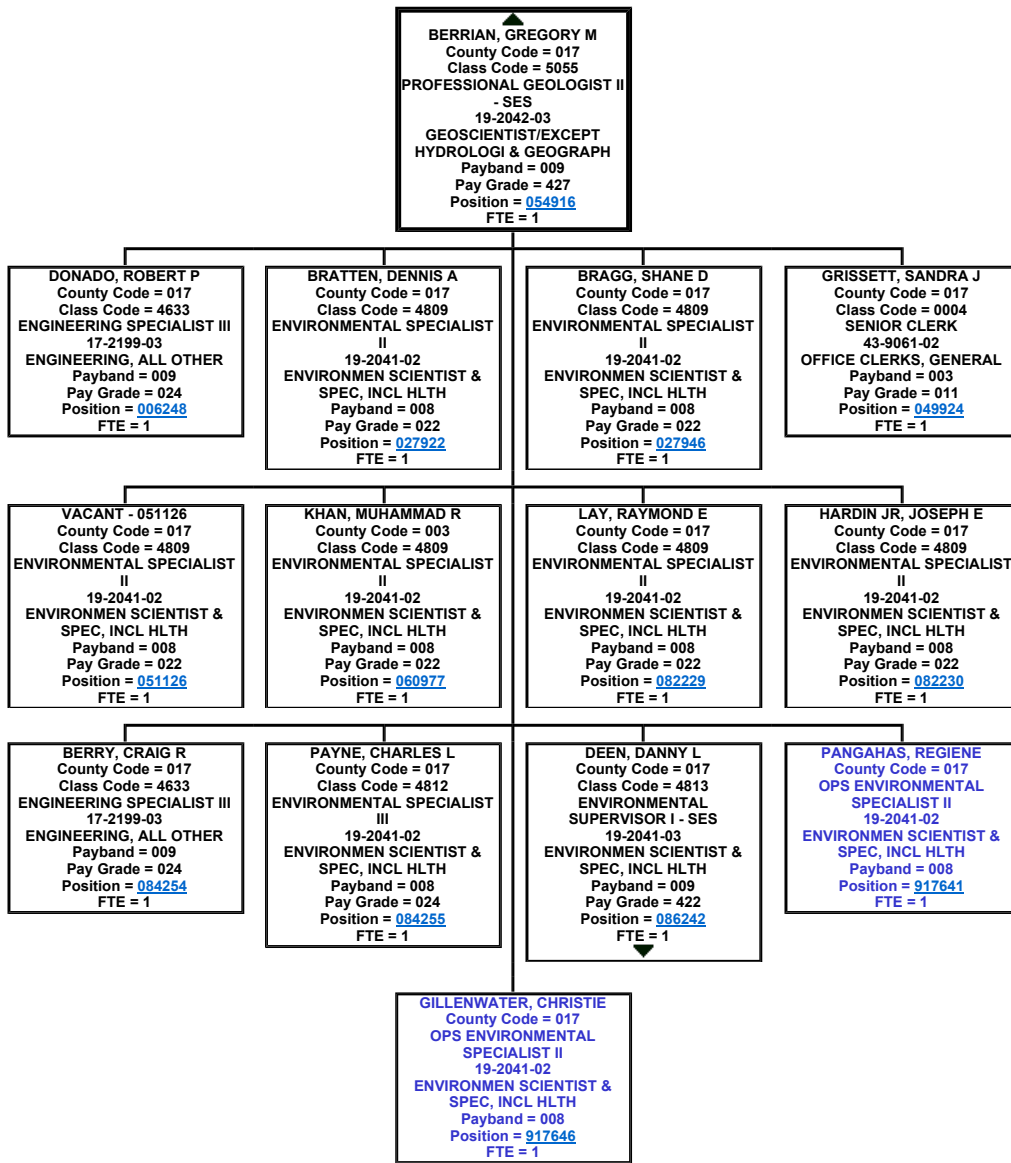 BERRIAN, GREGORY M
County Code = 017
Class Code = 5055
PROFESSIONAL GEOLOGIST II
- SES
19-2042-03
GEOSCIENTIST/EXCEPT
HYDROLOGI & GEOGRAPH
Payband = 009
Pay Grade = 427
Position = 054916
FTE = 1
DONADO, ROBERT P
County Code = 017
Class Code = 4633
ENGINEERING SPECIALIST III
17-2199-03
ENGINEERING, ALL OTHER
Payband = 009
Pay Grade = 024
Position = 006248
FTE = 1
BRATTEN, DENNIS A
County Code = 017
Class Code = 4809
ENVIRONMENTAL SPECIALIST
II
19-2041-02
ENVIRONMEN SCIENTIST &
SPEC, INCL HLTH
Payband = 008
Pay Grade = 022
Position = 027922
FTE = 1
BRAGG, SHANE D
County Code = 017
Class Code = 4809
ENVIRONMENTAL SPECIALIST
II
19-2041-02
ENVIRONMEN SCIENTIST &
SPEC, INCL HLTH
Payband = 008
Pay Grade = 022
Position = 027946
FTE = 1
GRISSETT, SANDRA J
County Code = 017
Class Code = 0004
SENIOR CLERK
43-9061-02
OFFICE CLERKS, GENERAL
Payband = 003
Pay Grade = 011
Position = 049924
FTE = 1
VACANT - 051126
County Code = 017
Class Code = 4809
ENVIRONMENTAL SPECIALIST
II
19-2041-02
ENVIRONMEN SCIENTIST &
SPEC, INCL HLTH
Payband = 008
Pay Grade = 022
Position = 051126
FTE = 1
KHAN, MUHAMMAD R
County Code = 003
Class Code = 4809
ENVIRONMENTAL SPECIALIST
II
19-2041-02
ENVIRONMEN SCIENTIST &
SPEC, INCL HLTH
Payband = 008
Pay Grade = 022
Position = 060977
FTE = 1
LAY, RAYMOND E
County Code = 017
Class Code = 4809
ENVIRONMENTAL SPECIALIST
II
19-2041-02
ENVIRONMEN SCIENTIST &
SPEC, INCL HLTH
Payband = 008
Pay Grade = 022
Position = 082229
FTE = 1
HARDIN JR, JOSEPH E
County Code = 017
Class Code = 4809
ENVIRONMENTAL SPECIALIST
II
19-2041-02
ENVIRONMEN SCIENTIST &
SPEC, INCL HLTH
Payband = 008
Pay Grade = 022
Position = 082230
FTE = 1
BERRY, CRAIG R
County Code = 017
Class Code = 4633
ENGINEERING SPECIALIST III
17-2199-03
ENGINEERING, ALL OTHER
Payband = 009
Pay Grade = 024
Position = 084254
FTE = 1
PAYNE, CHARLES L
County Code = 017
Class Code = 4812
ENVIRONMENTAL SPECIALIST
III
19-2041-02
ENVIRONMEN SCIENTIST &
SPEC, INCL HLTH
Payband = 008
Pay Grade = 024
Position = 084255
FTE = 1
DEEN, DANNY L
County Code = 017
Class Code = 4813
ENVIRONMENTAL
SUPERVISOR I - SES
19-2041-03
ENVIRONMEN SCIENTIST &
SPEC, INCL HLTH
Payband = 009
Pay Grade = 422
Position = 086242
FTE = 1
PANGAHAS, REGIENE
County Code = 017
OPS ENVIRONMENTAL
SPECIALIST II
19-2041-02
ENVIRONMEN SCIENTIST &
SPEC, INCL HLTH
Payband = 008
Position = 917641
FTE = 1
GILLENWATER, CHRISTIE
County Code = 017
OPS ENVIRONMENTAL
SPECIALIST II
19-2041-02
ENVIRONMEN SCIENTIST &
SPEC, INCL HLTH
Payband = 008
Position = 917646
FTE = 1